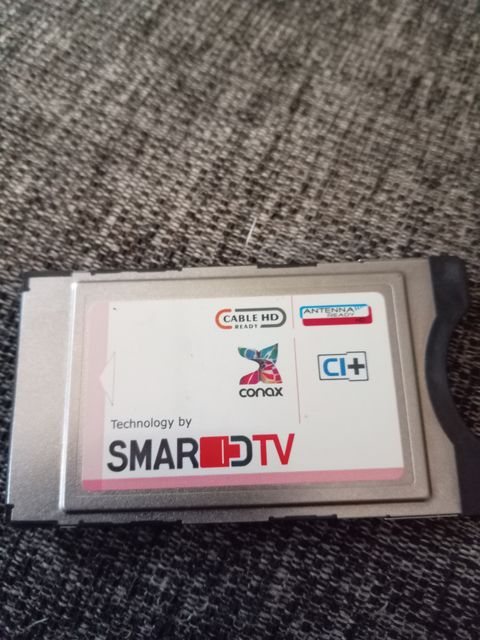 CABLE HD
READY
ANTENNA
READY
conax
CI+
Technology by
SMARDTV